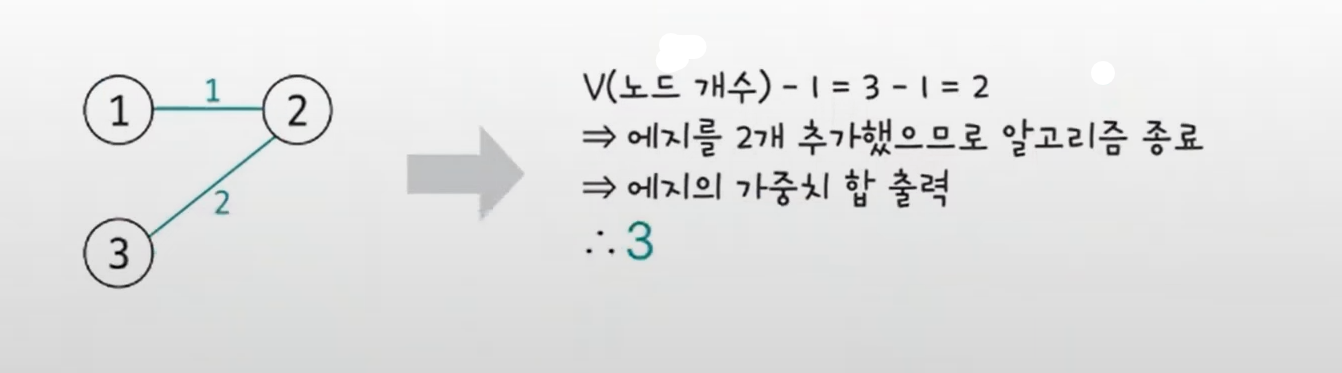 1
1
2
2
3
V(노드 개수) - 1 = 3 - 1 = 2
⇒ 에지를 2개 추가했으므로 알고리즘 종료
⇒ 에지의 가중치 합 출력
∴ 3